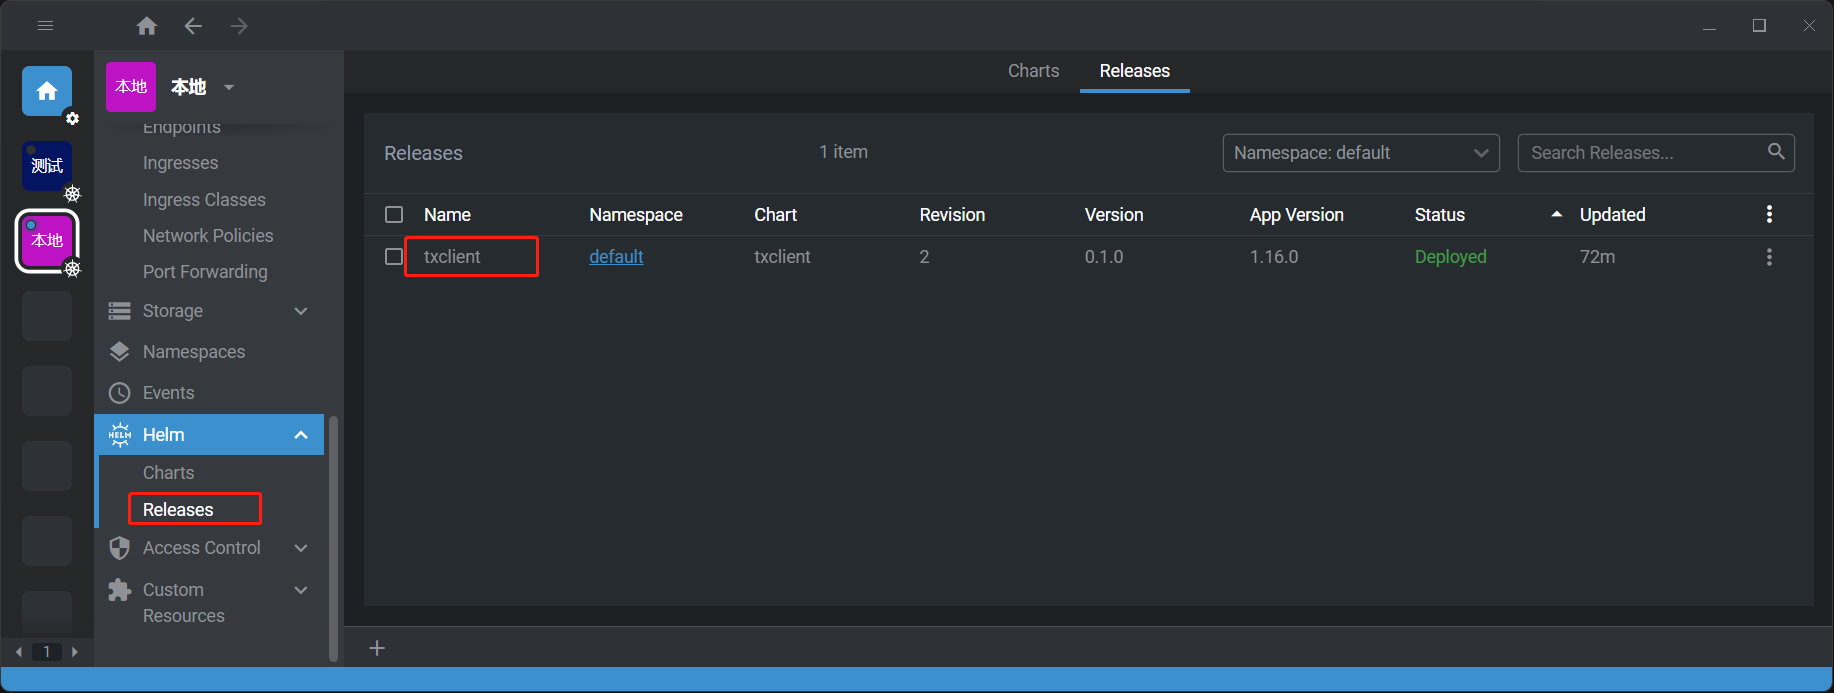 本地
本地
Charts
Releases
测试
本地
Endpoints
Ingresses
Ingress Classes
Network Policies
Port Forwarding
Storage
Namespaces
Events
HELM
Helm
Charts
Releases
Access Control
Custom
Resources
1
Releases
1 item
Namespace: default
Search Releases...
Name Namespace Chart Revision Version App Version Status Updated
txclient default txclient 2 0.1.0 1.16.0 Deployed 72m